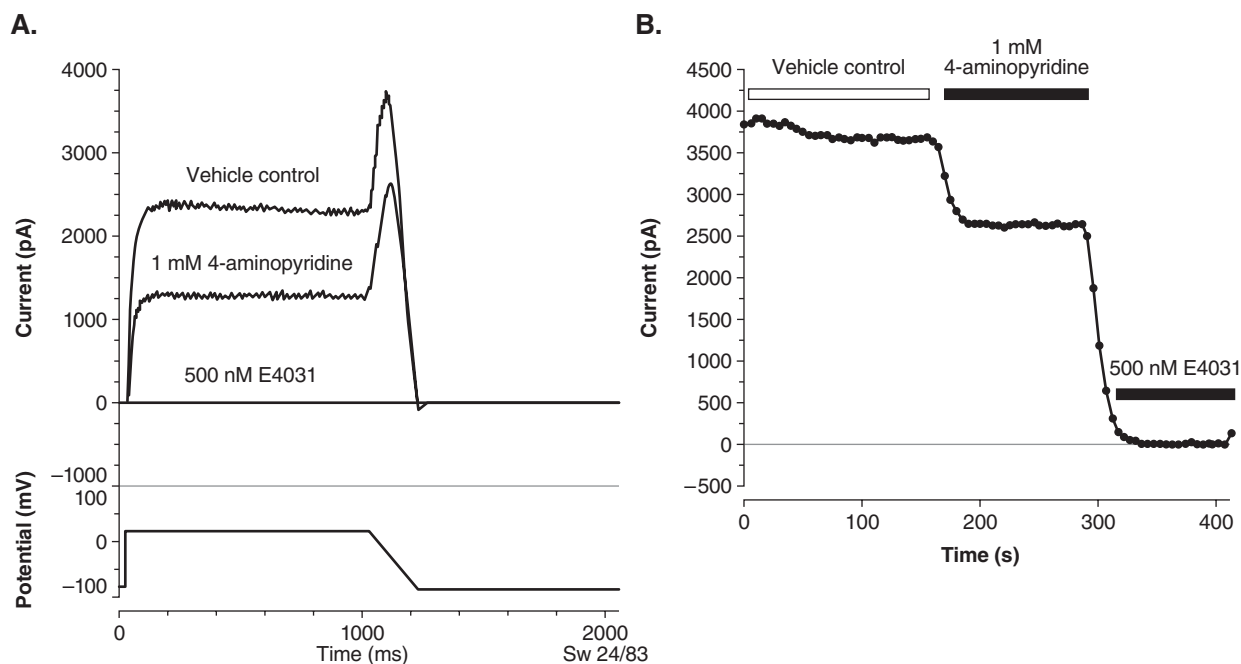 A.
4000
3000
2000
1000
0
−1000
Current (pA)
Vehicle control
1 mM 4-aminopyridine
500 nM E4031
100
0
−100
Potential (mV)
0
1000
2000
Time (ms)
Sw 24/83
B.
4500
4000
3500
3000
2500
2000
1500
1000
500
0
−500
Current (pA)
Vehicle control
1 mM
4-aminopyridine
500 nM E4031
0
100
200
300
400
Time (s)